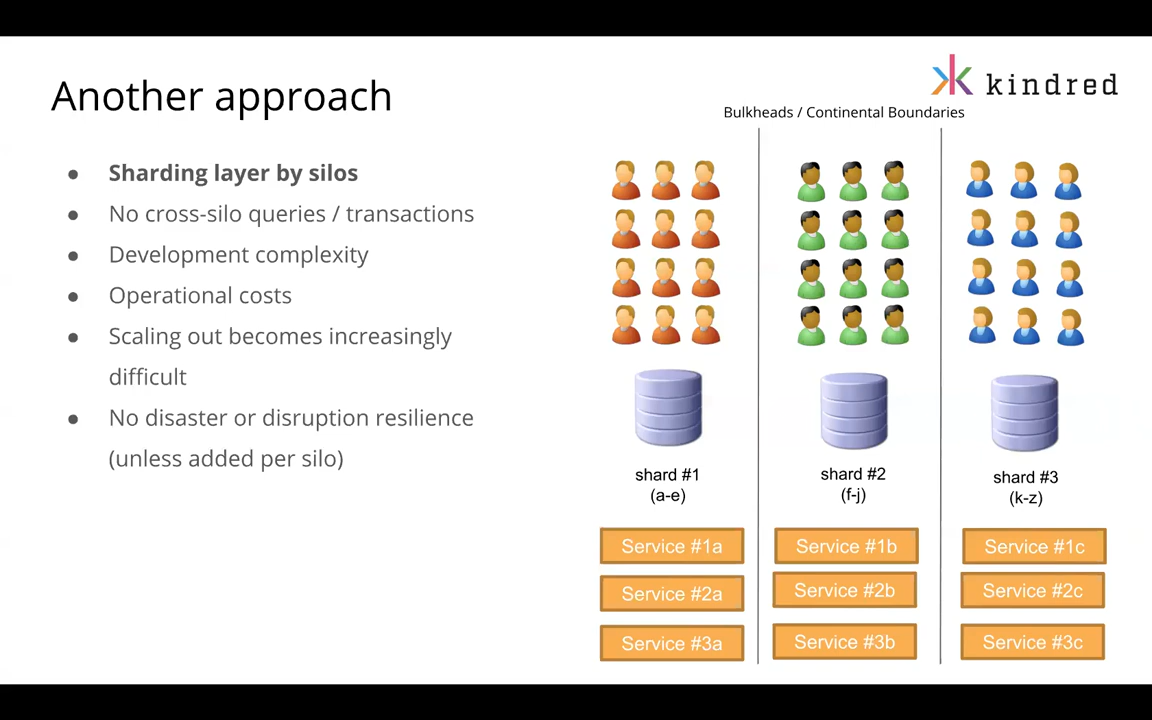 Another approach
kindred
Bulkheads / Continental Boundaries
● Sharding layer by silos
● No cross-silo queries / transactions
● Development complexity
● Operational costs
● Scaling out becomes increasingly
difficult
● No disaster or disruption resilience
(unless added per silo)
shard #1
(a-e)
shard #2
(f-j)
shard #3
(k-z)
Service #1a
Service #1b
Service #1c
Service #2a
Service #2b
Service #2c
Service #3a
Service #3b
Service #3c